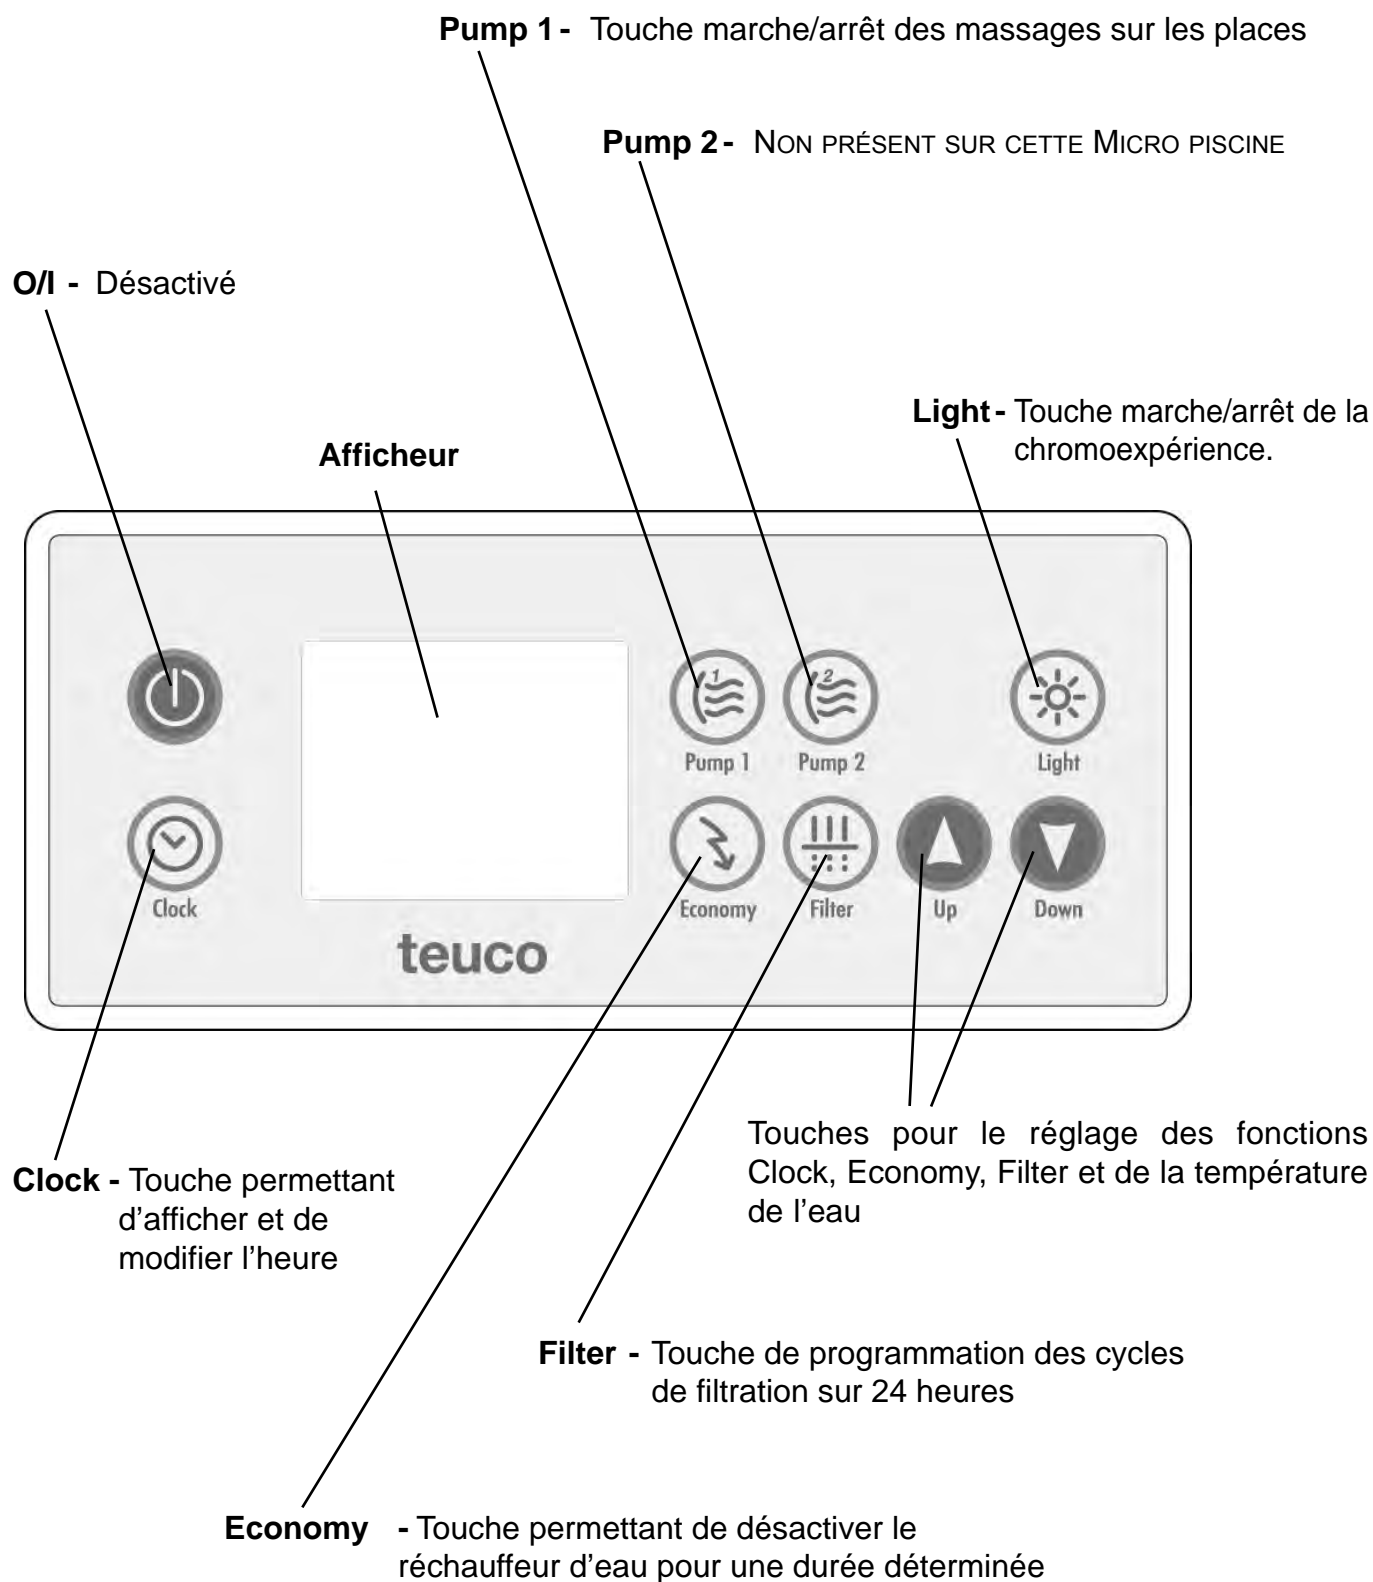 Pump 1 - Touche marche/arrêt des massages sur les places
Pump 2 - NON PRÉSENT SUR CETTE MICRO PISCINE
O/I - Désactivé
Light - Touche marche/arrêt de la
chromoexpérience.
Afficheur
1
2
Pump 1
Pump 2
Light
Clock
Economy
Filter
Up
Down
teuco
Touches pour le réglage des fonctions
Clock, Economy, Filter et de la température
de l'eau
Clock - Touche permettant
d'afficher et de
modifier l'heure
Filter - Touche de programmation des cycles
de filtration sur 24 heures
Economy - Touche permettant de désactiver le
réchauffeur d'eau pour une durée déterminée